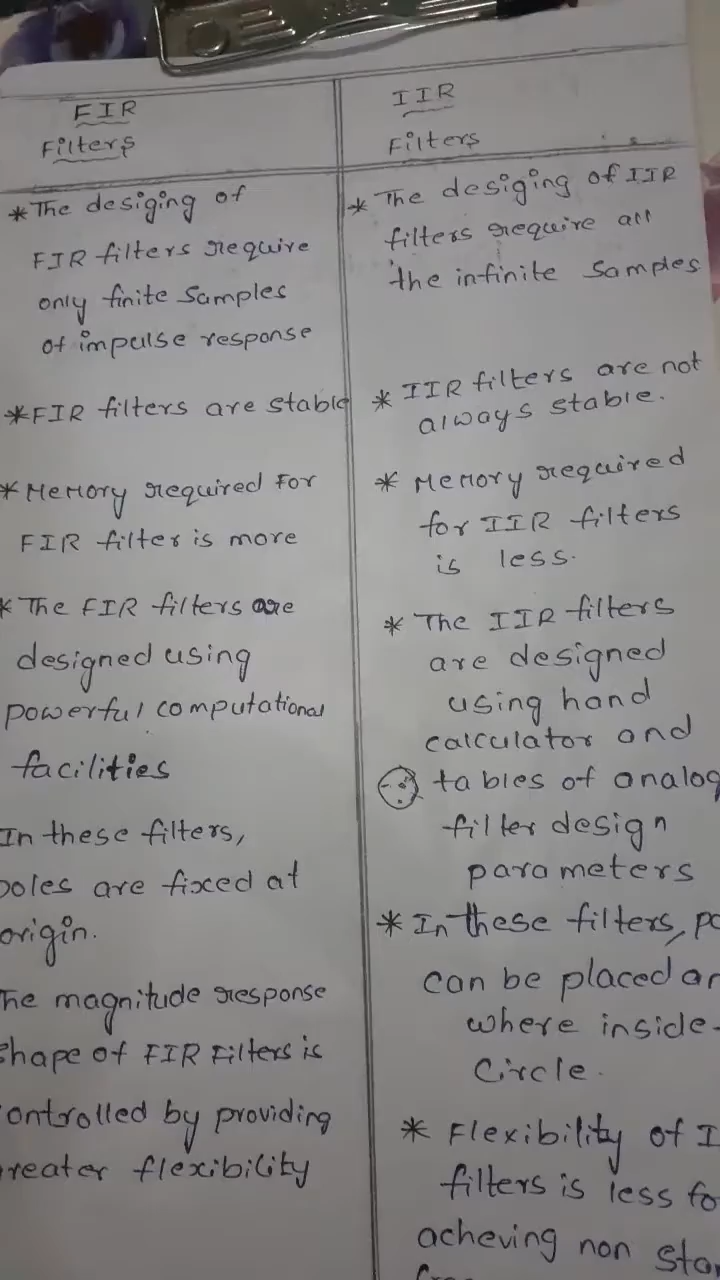 FIR
Filters
*The desiging of
FIR filters require
only finite samples
of impulse response
*FIR filters are stable
*Memory required For
FIR filter is more
* The FIR filters are
designed using
powerful computational
facilities
In these filters,
poles are fixed at
origin.
The magnitude response
shape of FIR Filters is
controlled by providing
greater flexibility
IIR
Filters
* The desiging of IIR
filters require all
the infinite samples
* IIR filters are not
always stable.
* Memory required
for IIR filters
is less.
* The IIR filters
are designed
using hand
calculator and
tables of analog
filter design
parameters
* In these filters,
can be placed
where inside
Circle.
* Flexibility of
filters is less
acheving non